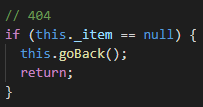 // 404
if (this._item == null) {
  this.goBack();
  return;
}